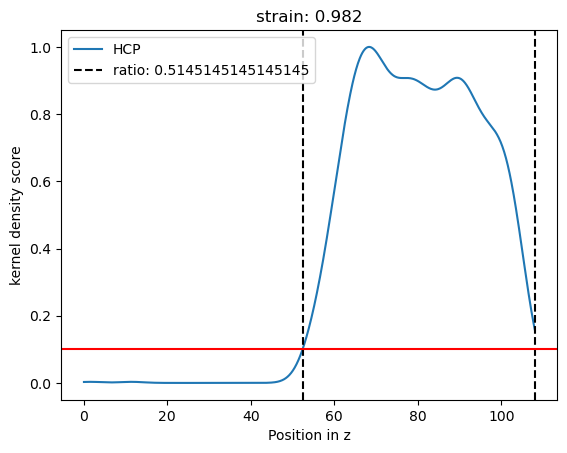 strain: 0.982
HCP
ratio: 0.5145145145145145
kernel density score
1.0
0.8
0.6
0.4
0.2
0.0
0 20 40 60 80 100
Position in z